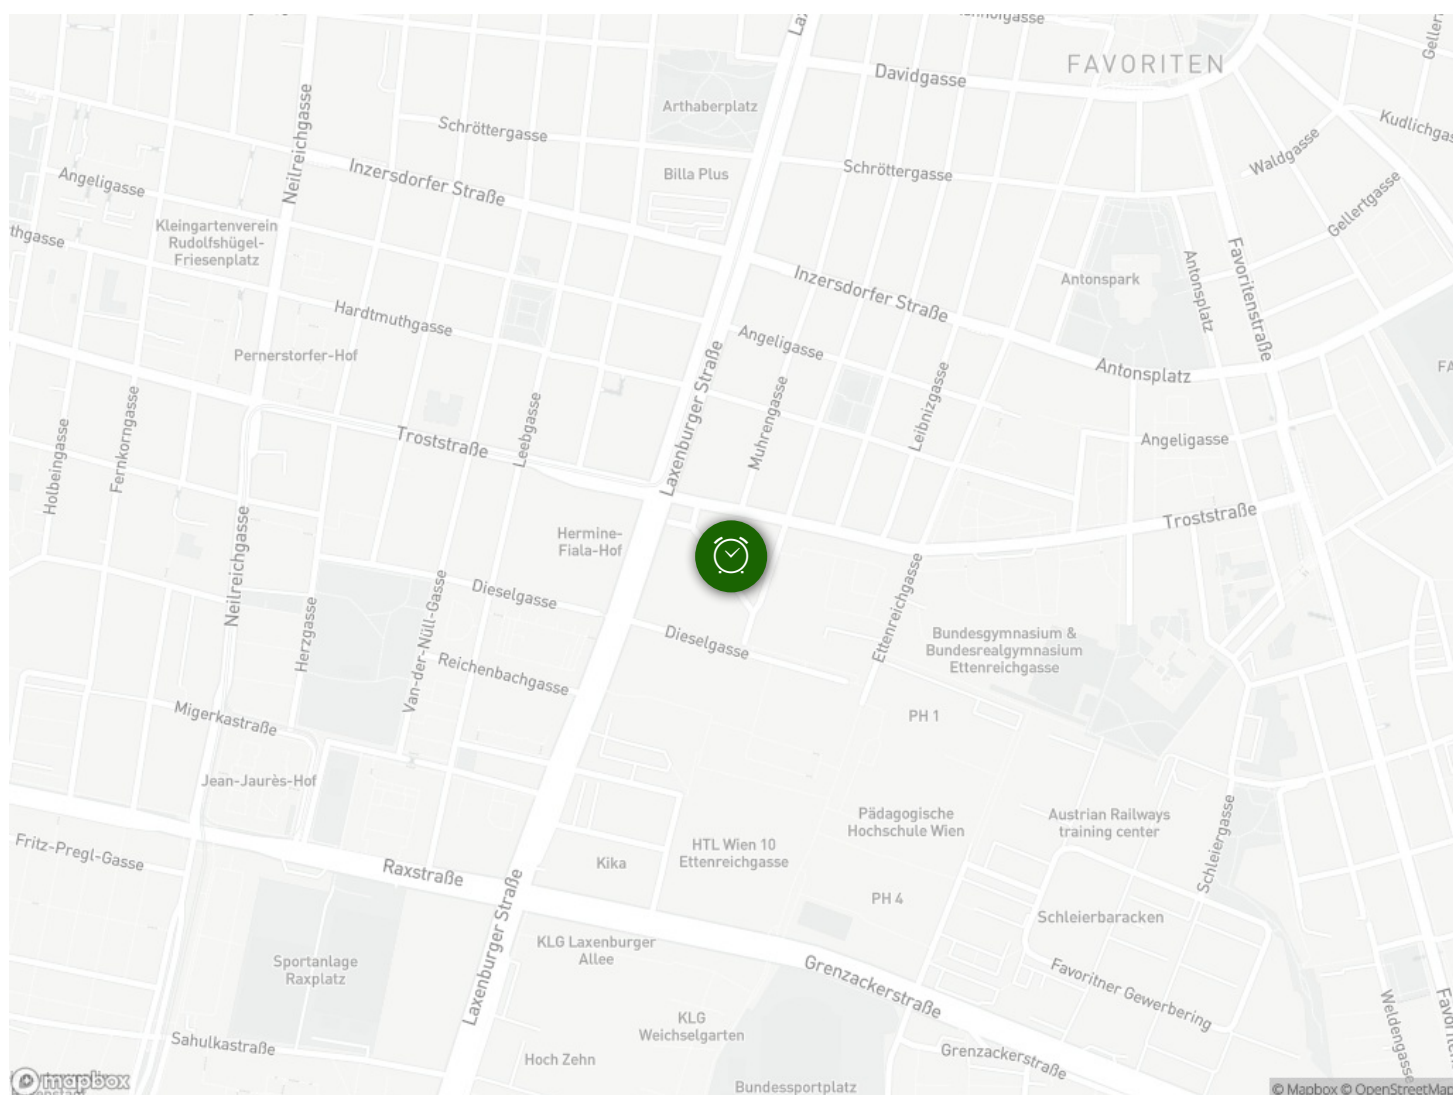 FAVORITEN
Davidgasse
Arthaberplatz
Schröttergasse
Kudlichgas
Waldgasse
Neilreichgasse
Inzersdorfer Straße
Billa Plus
Schröttergasse
Angeligasse
Gellertgasse
Kleingartenverein
Rudolfshügel-
Friesenplatz
thgasse
Favoritenstraße
Antonsplatz
Antonspark
Inzersdorfer Straße
Hardtmuthgasse
Angeligasse
Pernerstorfer-Hof
Laxenburger Straße
Antonsplatz
FA
Muhrengasse
Leibnizgasse
Leebgasse
Fernkorngasse
Holbeingasse
Troststraße
Angeligasse
Troststraße
Hermine-
Fiala-Hof
Neilreichgasse
Dieselgasse
Herzgasse
Van-der-Nüll-Gasse
Ettenreichgasse
Dieselgasse
Bundesgymnasium &
Bundesrealgymnasium
Ettenreichgasse
Reichenbachgasse
Migerkastraße
PH 1
Jean-Jaurès-Hof
Pädagogische
Hochschule Wien
Austrian Railways
training center
Schleiergasse
Fritz-Pregl-Gasse
HTL Wien 10
Ettenreichgasse
Kika
Raxstraße
PH 4
Laxenburger Straße
Schleierbaracken
KLG Laxenburger
Allee
Sportanlage
Raxplatz
Grenzackerstraße
Favoritner Gewerbering
KLG
Weichselgarten
Weldengasse
Sahulkastraße
Hoch Zehn
Grenzackerstraße
Bundessportplatz
mapbox
© Mapbox © OpenStreetMap